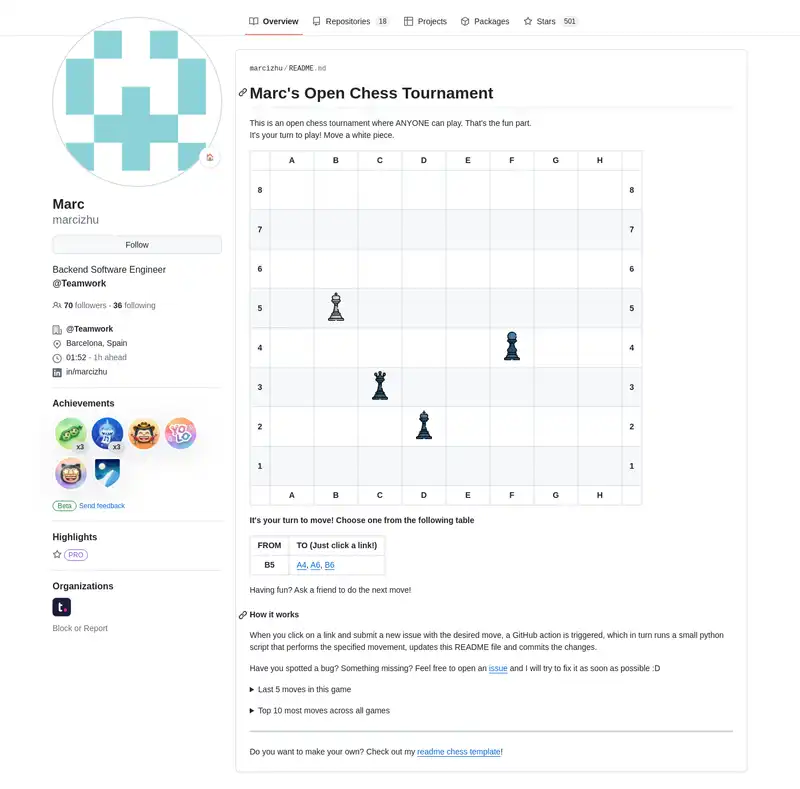 Overview Repositories 18 Projects Packages Stars 501
Marc
marcizhu
Follow
Backend Software Engineer
@Teamwork
70 followers · 36 following
@Teamwork
Barcelona, Spain
01:52 - 1h ahead
in/marcizhu
Achievements
x3 x3
YOLO
Beta Send feedback
Highlights
PRO
Organizations
t.
Block or Report
marcizhu/README.md
Marc's Open Chess Tournament
This is an open chess tournament where ANYONE can play. That's the fun part.
It's your turn to play! Move a white piece.
A B C D E F G H
8 8
7 7
6 6
5 5
4 4
3 3
2 2
1 1
A B C D E F G H
It's your turn to move! Choose one from the following table
FROM TO (Just click a link!)
B5 A4, A6, B6
Having fun? Ask a friend to do the next move!
How it works
When you click on a link and submit a new issue with the desired move, a GitHub action is triggered, which in turn runs a small python
script that performs the specified movement, updates this README file and commits the changes.
Have you spotted a bug? Something missing? Feel free to open an issue and I will try to fix it as soon as possible :D
Last 5 moves in this game
Top 10 most moves across all games
Do you want to make your own? Check out my readme chess template!